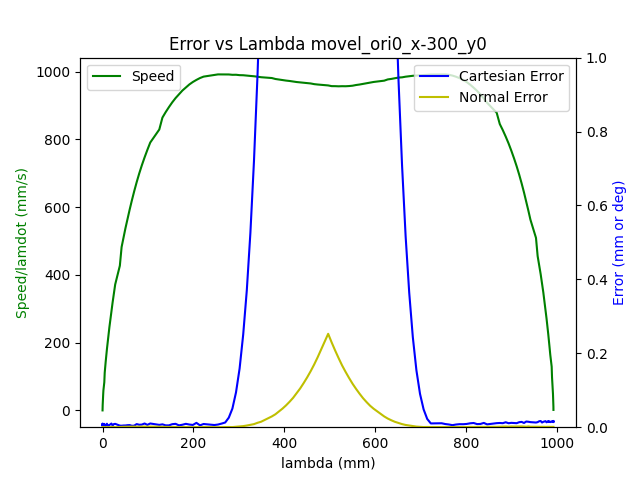 Error vs Lambda movel_ori0_x-300_y0
Speed
Cartesian Error
Normal Error
Speed/lamdot (mm/s)
1000
800
600
400
200
0
1.0
0.8
0.6
0.4
0.2
0.0
Error (mm or deg)
0 200 400 600 800 1000
lambda (mm)